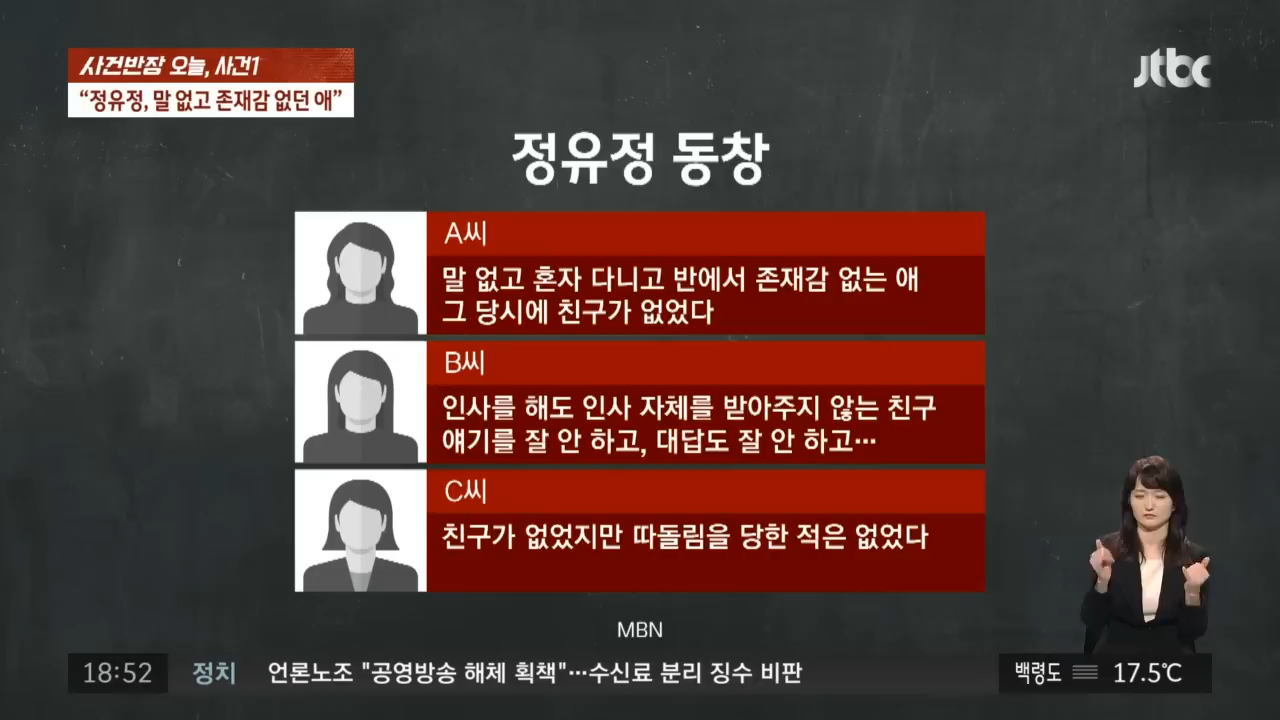 사건반장 오늘, 사건1
“정유정, 말 없고 존재감 없던 애”
jtbc
정유정 동창
A씨
말 없고 혼자 다니고 반에서 존재감 없는 애
그 당시에 친구가 없었다
B씨
인사를 해도 인사 자체를 받아주지 않는 친구
얘기를 잘 안 하고, 대답도 잘 안 하고…
C씨
친구가 없었지만 따돌림을 당한 적은 없었다
MBN
18:52 정치 언론노조 "공영방송 해체 획책"…수신료 분리 징수 비판
백령도 17.5℃